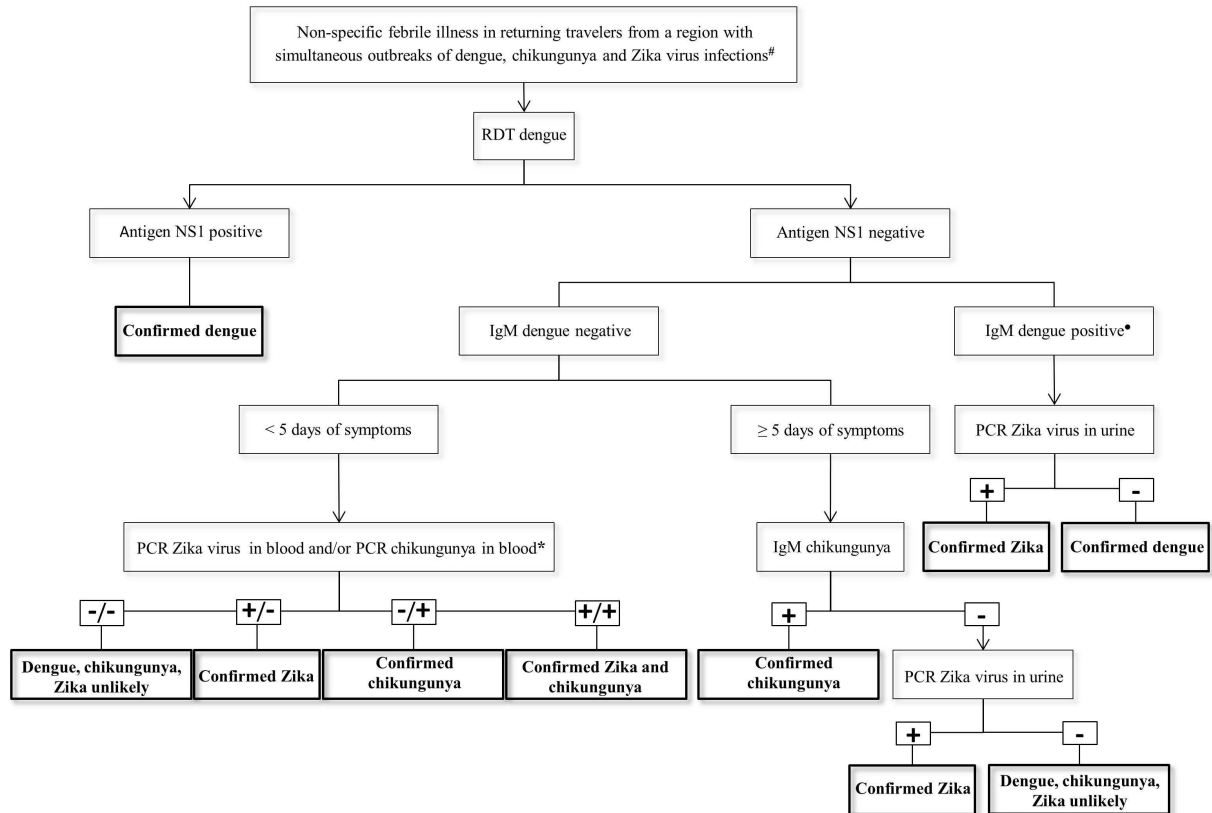 Non-specific febrile illness in returning travelers from a region with
simultaneous outbreaks of dengue, chikungunya and Zika virus infections#
RDT dengue
Antigen NS1 positive
Antigen NS1 negative
Confirmed dengue
IgM dengue negative
IgM dengue positive•
< 5 days of symptoms
≥ 5 days of symptoms
PCR Zika virus in urine
+
-
Confirmed Zika
Confirmed dengue
PCR Zika virus in blood and/or PCR chikungunya in blood*
IgM chikungunya
-/-
+/-
-/+
+/+
+
-
Dengue, chikungunya,
Zika unlikely
Confirmed Zika
Confirmed
chikungunya
Confirmed Zika and
chikungunya
Confirmed
chikungunya
PCR Zika virus in urine
+
-
Confirmed Zika
Dengue, chikungunya,
Zika unlikely